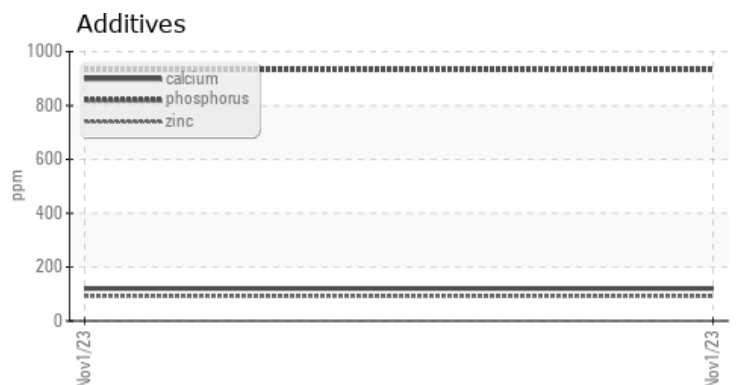 Additives
1000
800
600
400
200
0
ppm
calcium
phosphorus
zinc
Nov1/23
Nov1/23